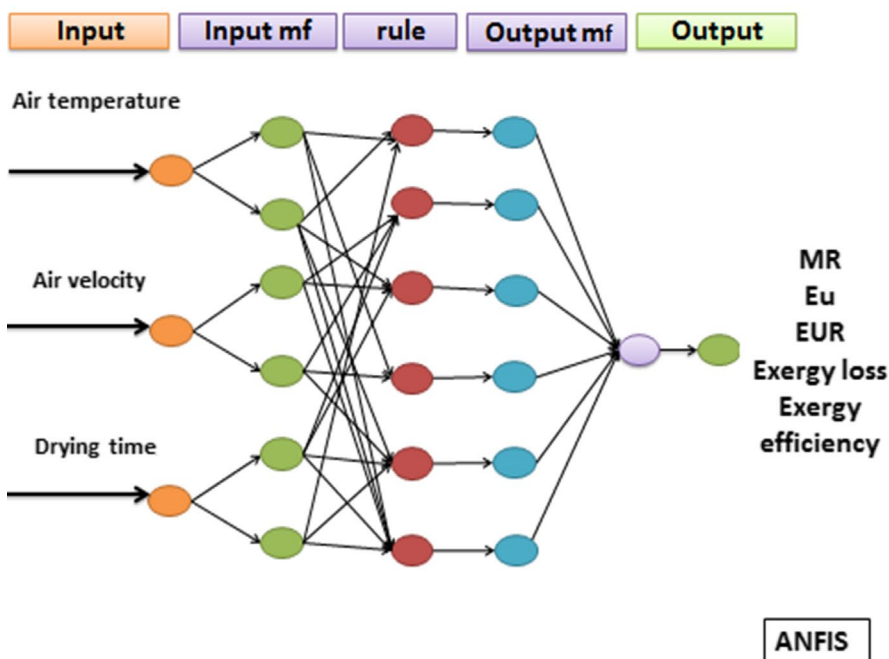 Input
Input mf
rule
Output mf
Output
Air temperature
Air velocity
Drying time
MR
Eu
EUR
Exergy loss
Exergy
efficiency
ANFIS